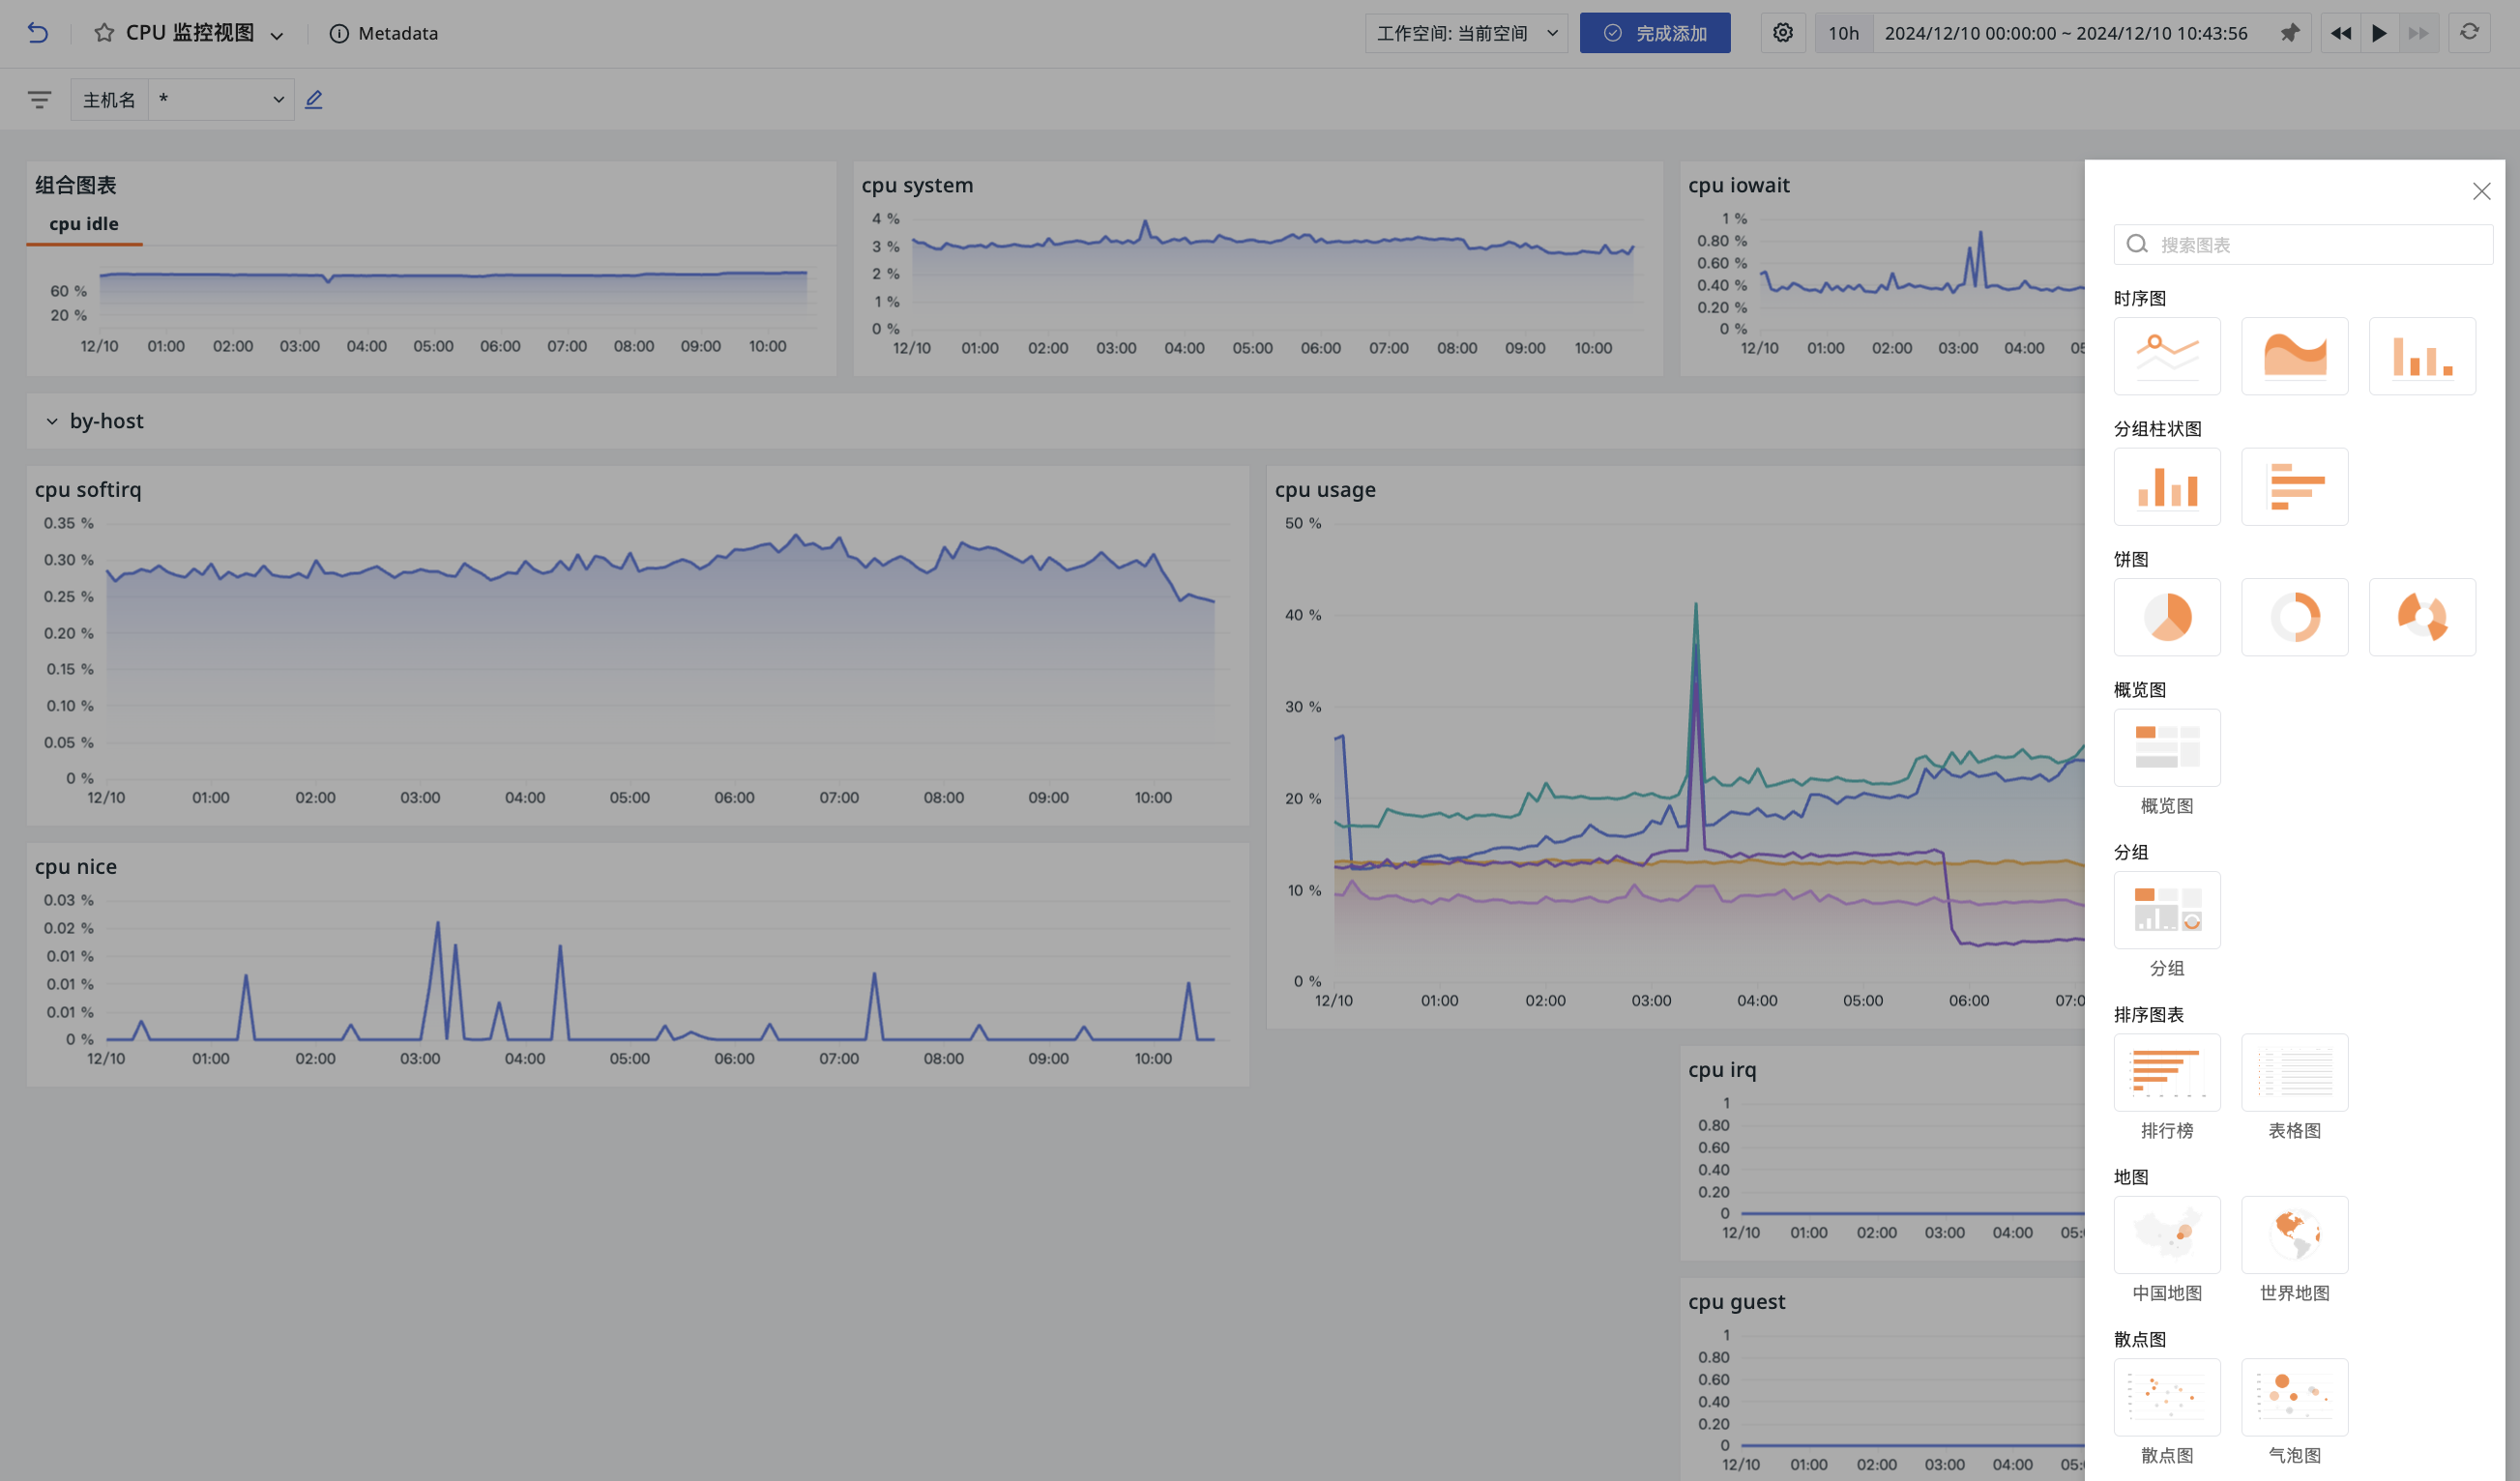 CPU 监控视图
Metadata
工作空间: 当前空间
完成添加
10h
2024/12/10 00:00:00 ~ 2024/12/10 10:43:56
主机名
*
组合图表
cpu idle
60 %
20 %
12/10 01:00 02:00 03:00 04:00 05:00 06:00 07:00 08:00 09:00 10:00
cpu system
4 %
3 %
2 %
1 %
0 %
12/10 01:00 02:00 03:00 04:00 05:00 06:00 07:00 08:00 09:00 10:00
cpu iowait
1 %
0.80 %
0.60 %
0.40 %
0.20 %
0 %
12/10 01:00 02:00 03:00 04:00
by-host
cpu softirq
0.35 %
0.30 %
0.25 %
0.20 %
0.15 %
0.10 %
0.05 %
0 %
12/10 01:00 02:00 03:00 04:00 05:00 06:00 07:00 08:00 09:00 10:00
cpu usage
50 %
40 %
30 %
20 %
10 %
0 %
12/10 01:00 02:00 03:00 04:00 05:00 06:00 07:0
cpu nice
0.03 %
0.02 %
0.01 %
0.01 %
0.01 %
0 %
12/10 01:00 02:00 03:00 04:00 05:00 06:00 07:00 08:00 09:00 10:00
cpu irq
1
0.80
0.60
0.40
0.20
0
12/10 01:00 02:00 03:00 04:00 05:
cpu guest
1
0.80
0.60
0.40
0.20
0
12/10 01:00 02:00 03:00 04:00 05:
搜索图表
时序图
分组柱状图
饼图
概览图
概览图
分组
分组
排序图表
排行榜 表格图
地图
中国地图 世界地图
散点图
散点图 气泡图